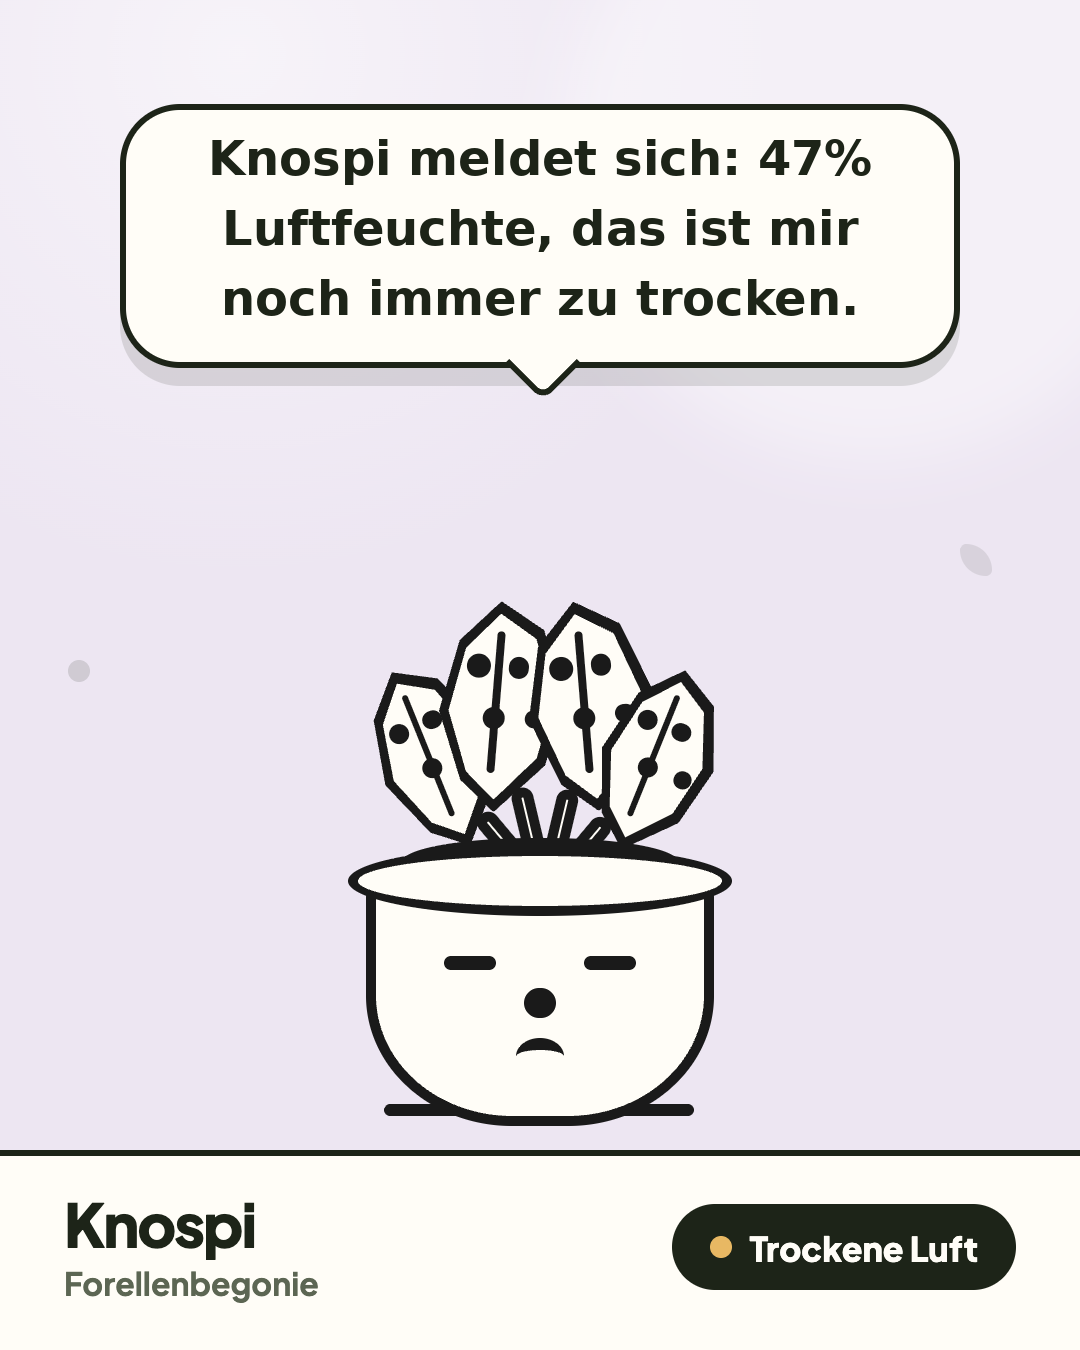 Knospi meldet sich: 47%
Luftfeuchte, das ist mir
noch immer zu trocken.
Knospi
Forellenbegonie
Trockene Luft